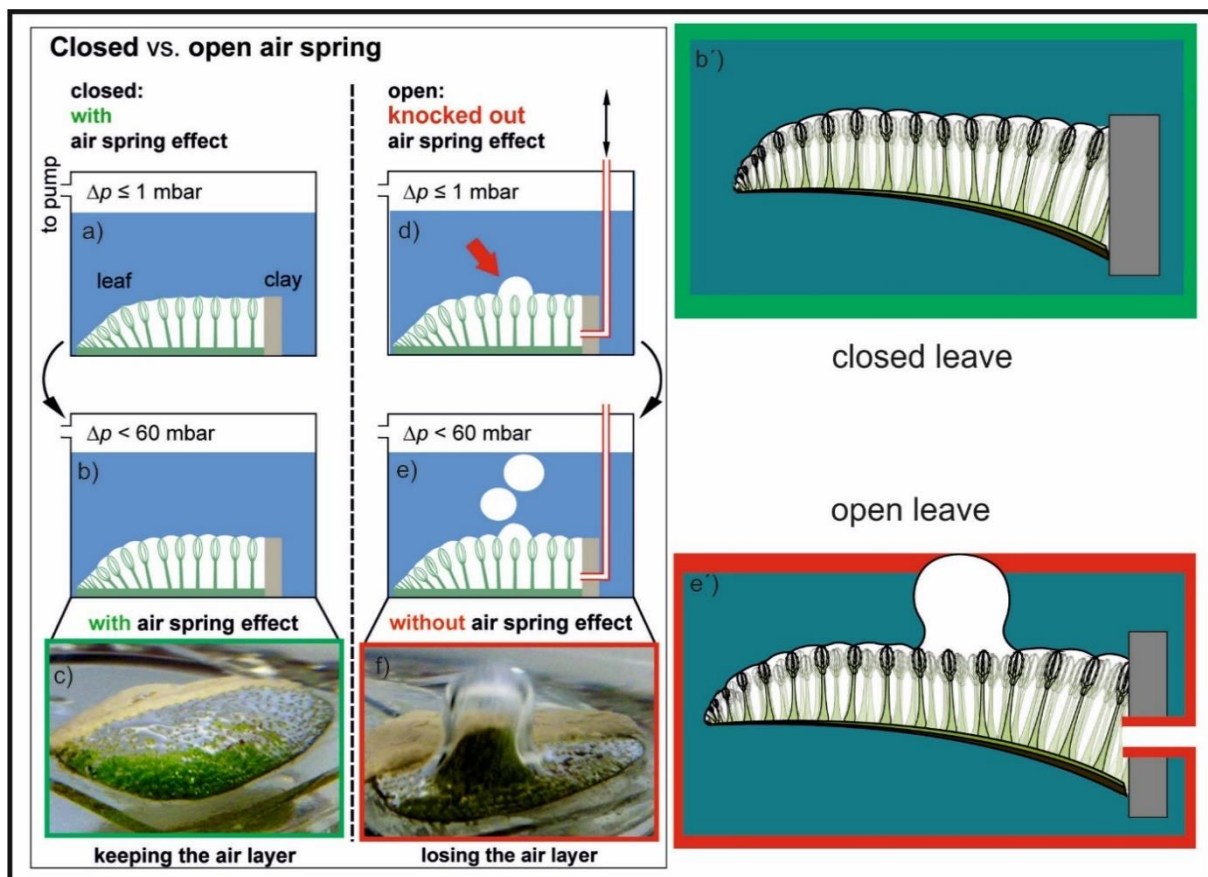 Closed vs. open air spring
closed:
with
air spring effect
open:
knocked out
air spring effect
to pump
Δp ≤ 1 mbar
a)
leaf
clay
Δp ≤ 1 mbar
d)
Δp < 60 mbar
b)
Δp < 60 mbar
e)
with air spring effect
without air spring effect
c)
f)
keeping the air layer
losing the air layer
b´)
closed leave
open leave
e´)